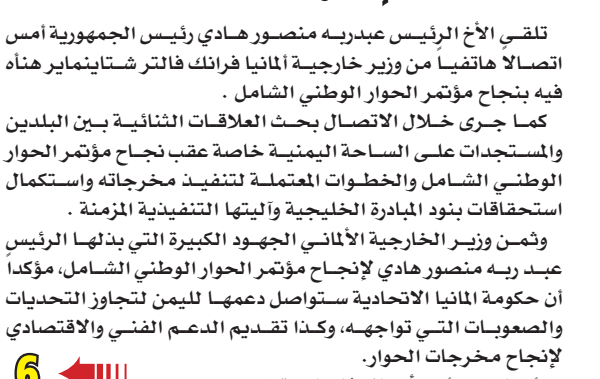 تلقى الأخ الرئيس عبدربه منصور هادي رئيس الجمهورية أمس
اتصالاً هاتفياً من وزير خارجية ألمانيا فرانك فالتر شتاينماير هنأه
فيه بنجاح مؤتمر الحوار الوطني الشامل .
كما جرى خلال الاتصال بحث العلاقات الثنائية بين البلدين
والمستجدات على الساحة اليمنية خاصة عقب نجاح مؤتمر الحوار
الوطني الشامل والخطوات المعتملة لتنفيذ مخرجاته واستكمال
استحقاقات بنود المبادرة الخليجية وآليتها التنفيذية المزمنة .
وثمن وزير الخارجية الألماني الجهود الكبيرة التي بذلها الرئيس
عبد ربه منصور هادي لإنجاح مؤتمر الحوار الوطني الشامل، مؤكداً
أن حكومة المانيا الاتحادية ستواصل دعمها لليمن لتجاوز التحديات
والصعوبات التي تواجهه، وكذا تقديم الدعم الفني والاقتصادي
لإنجاح مخرجات الحوار.
6